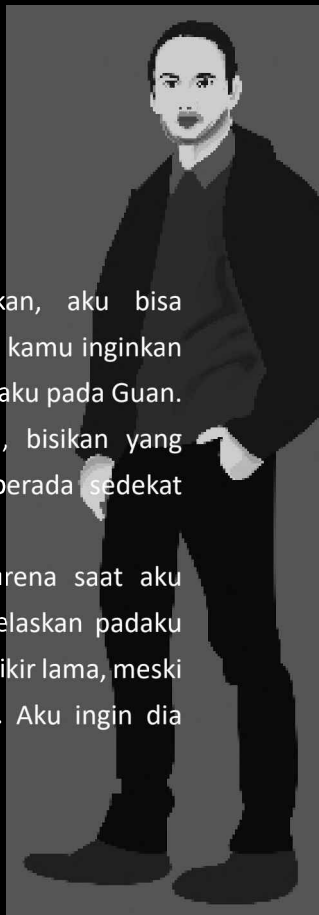 kan, aku bisa
kamu inginkan
aku pada Guan.
, bisikan yang
berada sedekat
arena saat aku
elaskan padaku
ikir lama, meski
. Aku ingin dia